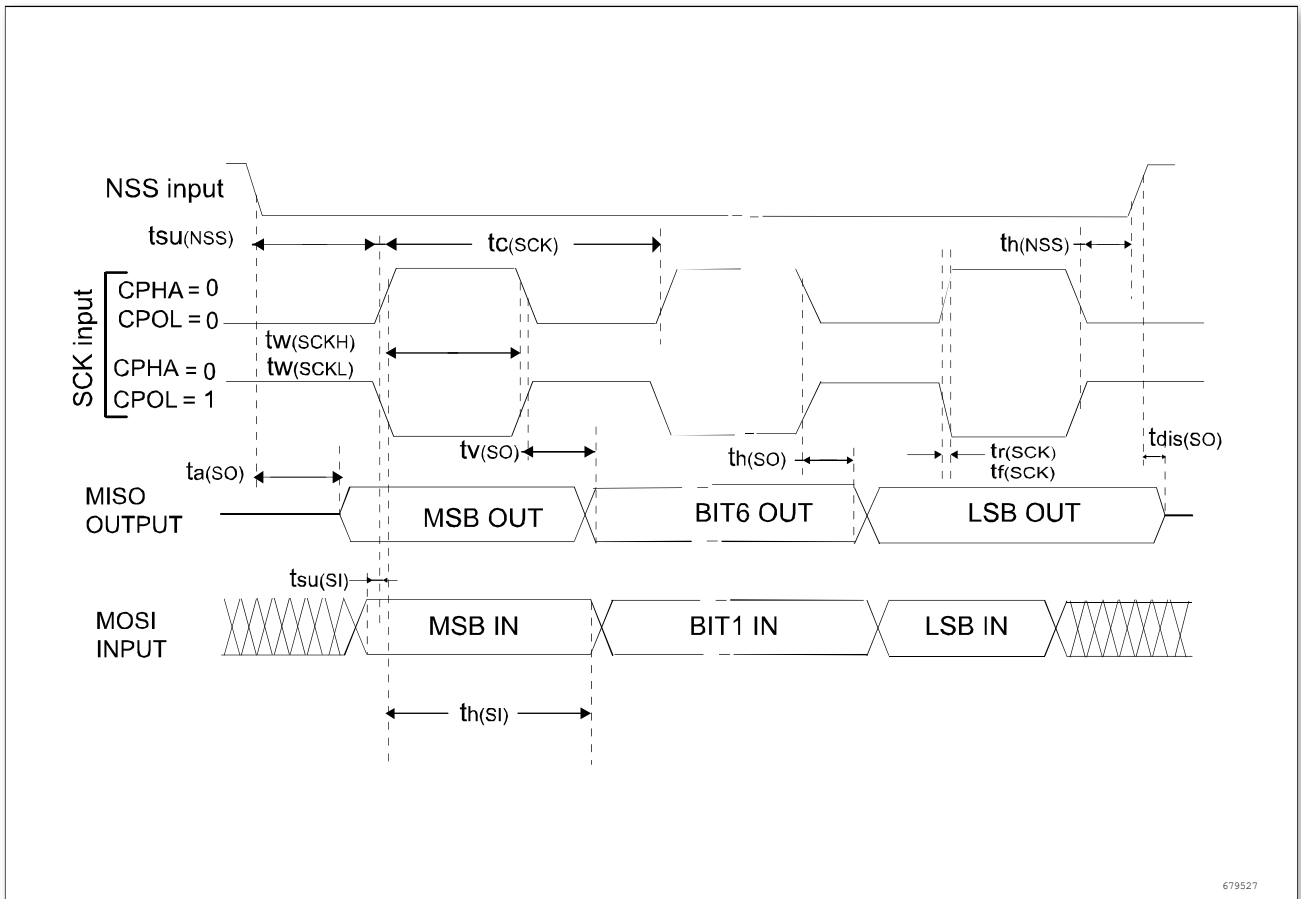 NSS input
tsu(NSS)
tc(SCK)
th(NSS)
SCK input
CPHA = 0
CPOL = 0
tw(SCKH)
CPHA = 0
tw(SCKL)
CPOL = 1
tv(SO)
th(SO)
tr(SCK)
tf(SCK)
tdis(SO)
ta(SO)
MISO
OUTPUT
MSB OUT
BIT6 OUT
LSB OUT
tsu(SI)
MOSI
INPUT
MSB IN
BIT1 IN
LSB IN
th(SI)
679527